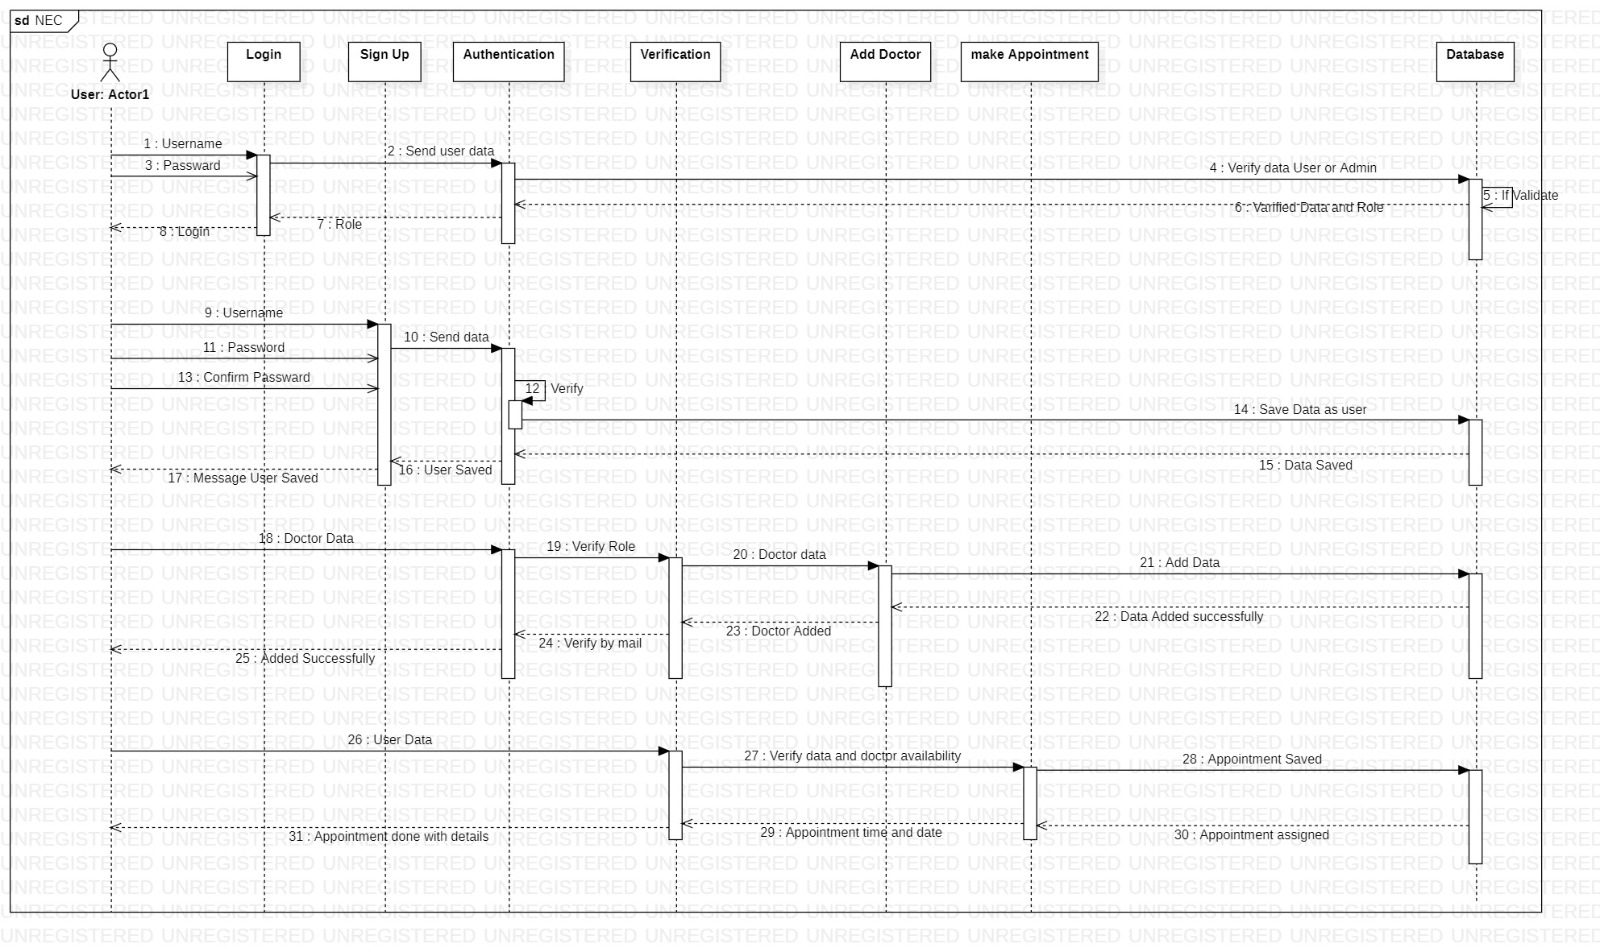 sd NEC
User: Actor1
Login
Sign Up
Authentication
Verification
Add Doctor
make Appointment
Database
1 : Username
2 : Send user data
3 : Passward
4 : Verify data User or Admin
5 : If Validate
6 : Varified Data and Role
7 : Role
8 : Login
9 : Username
10 : Send data
11 : Password
12 Verify
13 : Confirm Passward
14 : Save Data as user
15 : Data Saved
16 : User Saved
17 : Message User Saved
18 : Doctor Data
19 : Verify Role
20 : Doctor data
21 : Add Data
22 : Data Added successfully
23 : Doctor Added
24 : Verify by mail
25 : Added Successfully
26 : User Data
27 : Verify data and doctor availability
28 : Appointment Saved
29 : Appointment time and date
30 : Appointment assigned
31 : Appointment done with details
UNREGISTERED